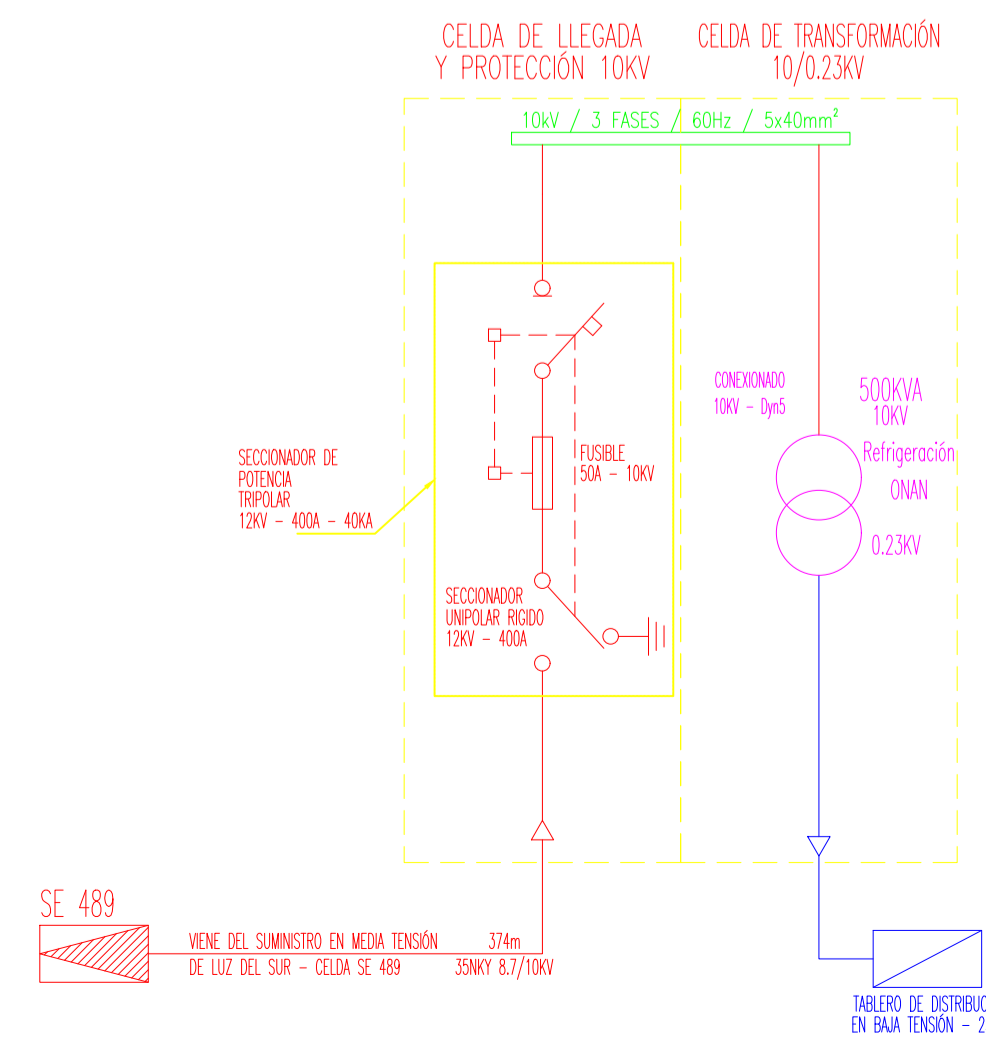 CELDA DE LLEGADA
Y PROTECCIÓN 10KV
CELDA DE TRANSFORMACIÓN
10/0.23KV
10kV / 3 FASES / 60Hz / 5x40mm²
CONEXIONADO
10KV - Dyn5
500KVA
10KV
Refrigeración
ONAN
0.23KV
SECCIONADOR DE
POTENCIA
TRIPOLAR
12KV - 400A - 40KA
FUSIBLE
50A - 10KV
SECCIONADOR
UNIPOLAR RIGIDO
12KV - 400A
SE 489
VIENE DEL SUMINISTRO EN MEDIA TENSIÓN
DE LUZ DEL SUR - CELDA SE 489
374m
35NKY 8.7/10KV
TABLERO DE DISTRIBUC
EN BAJA TENSIÓN - 2